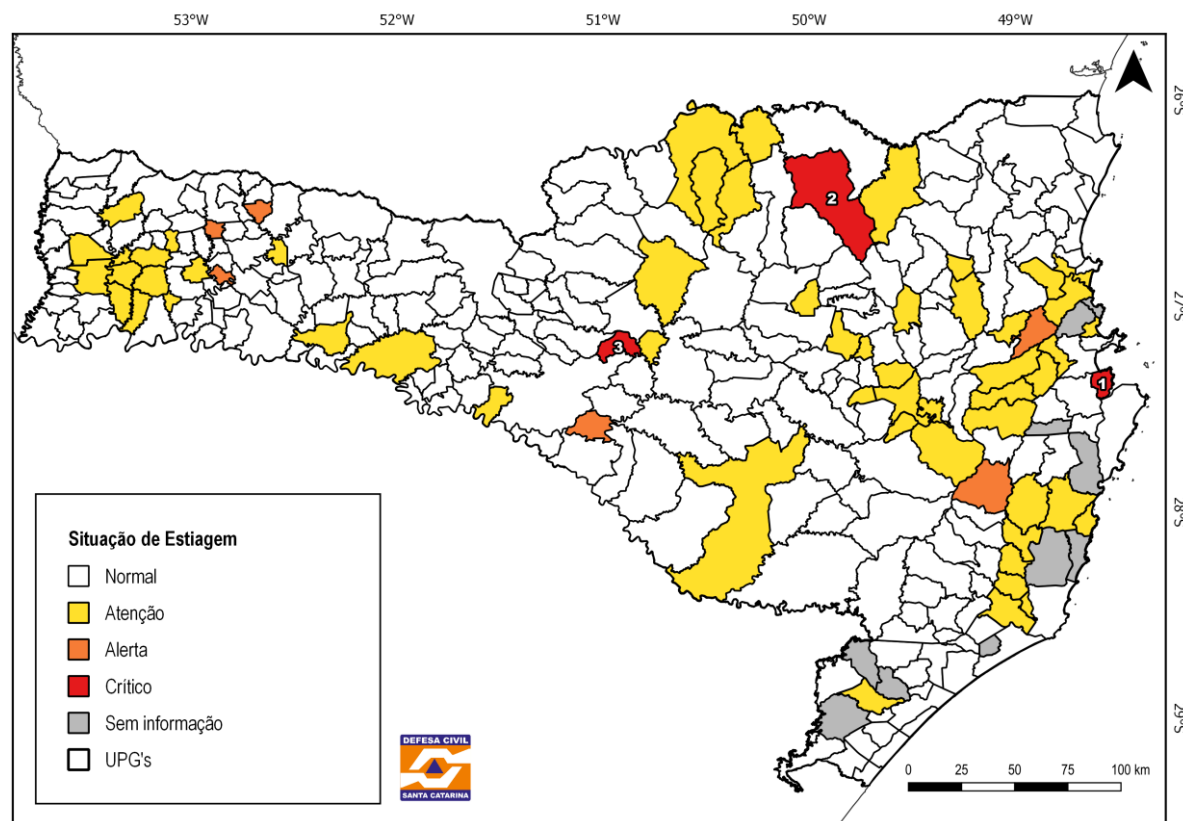 53°W 52°W 51°W 50°W 49°W
26°S
27°S
28°S
29°S
2
3
1
Situação de Estiagem
Normal
Atenção
Alerta
Crítico
Sem informação
UPG's
DEFESA CIVIL
SANTA CATARINA
0 25 50 75 100 km